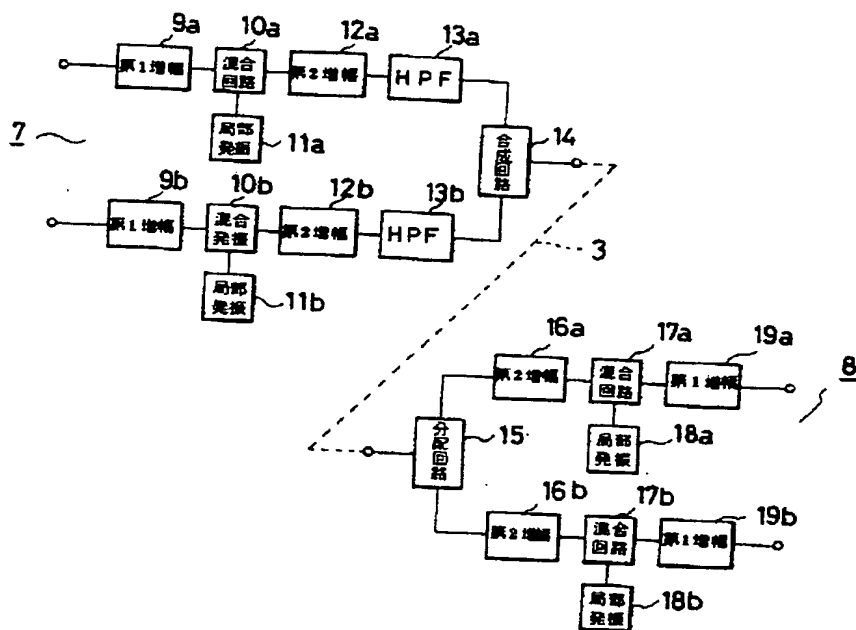 9a
10a
12a
13a
第1増幅
混合
回路
第2増幅
HPF
7
局部
発振
11a
14
合成回路
9b
10b
12b
13b
第1増幅
混合
発振
第2増幅
HPF
局部
発振
11b
3
16a
17a
19a
8
第2増幅
混合
回路
第1増幅
分配回路
15
局部
発振
18a
16b
17b
19b
第2増幅
混合
回路
第1増幅
局部
発振
18b